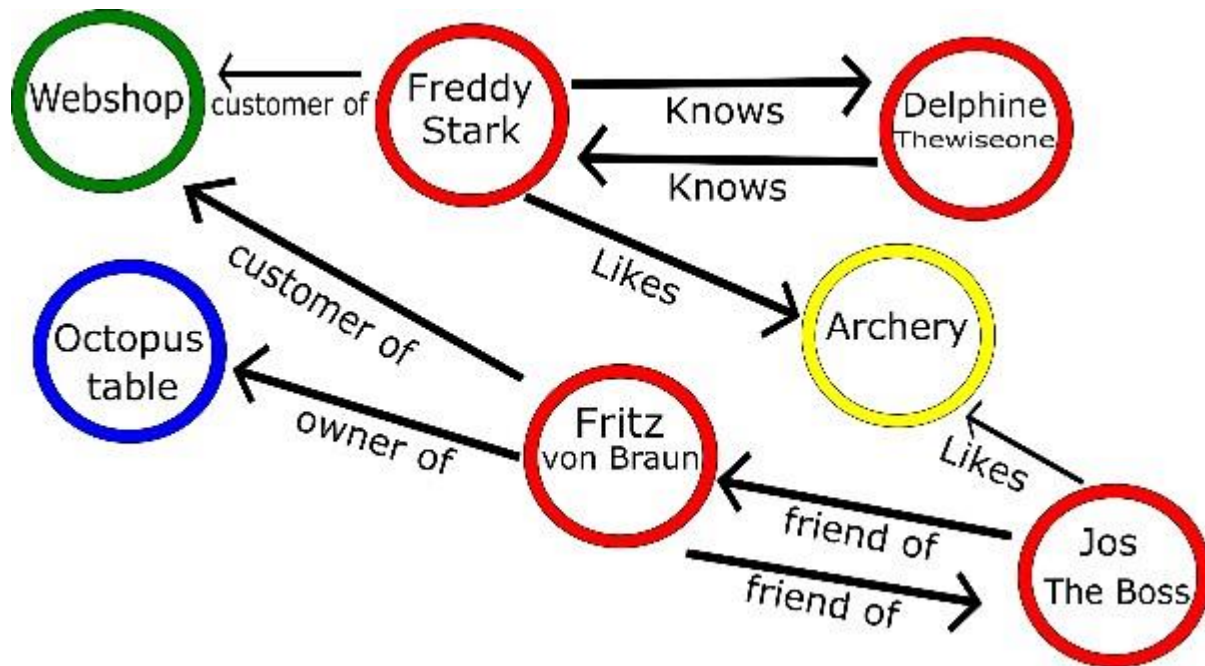 Webshop
customer of
Freddy
Stark
Knows
Knows
Delphine
Thewiseone
customer of
Likes
Archery
Octopus
table
owner of
Fritz
von Braun
Likes
friend of
friend of
Jos
The Boss